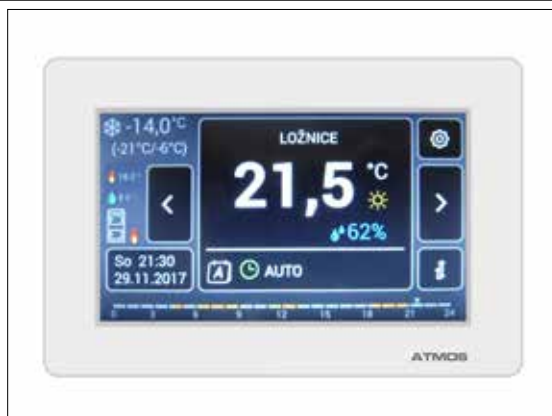 -14,0°C
(-21°C/-6°C)
LOŽNICE
21,5 °C
62%
So 21:30
29.11.2017
A AUTO
0 3 6 9 12 15 18 21 24
ATMOS